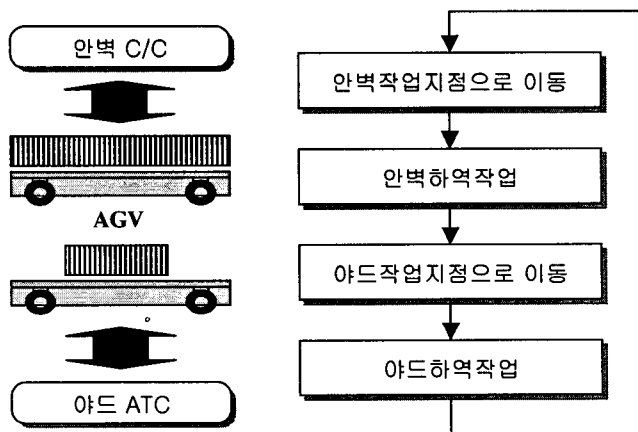 안벽 C/C
AGV
야드 ATC
안벽작업지점으로 이동
안벽하역작업
야드작업지점으로 이동
야드하역작업